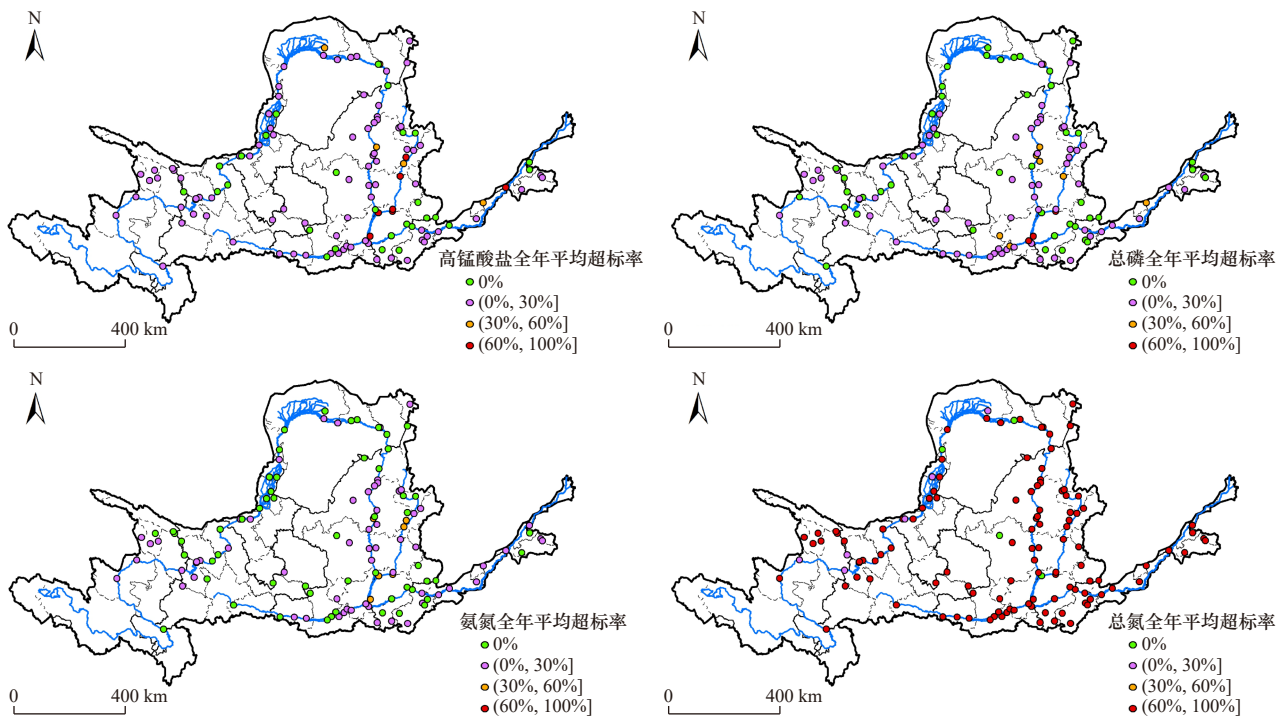 N
高锰酸盐全年平均超标率
0%
(0%, 30%]
(30%, 60%]
(60%, 100%]
0 400 km
N
总磷全年平均超标率
0%
(0%, 30%]
(30%, 60%]
(60%, 100%]
0 400 km
N
氨氮全年平均超标率
0%
(0%, 30%]
(30%, 60%]
(60%, 100%]
0 400 km
N
总氮全年平均超标率
0%
(0%, 30%]
(30%, 60%]
(60%, 100%]
0 400 km